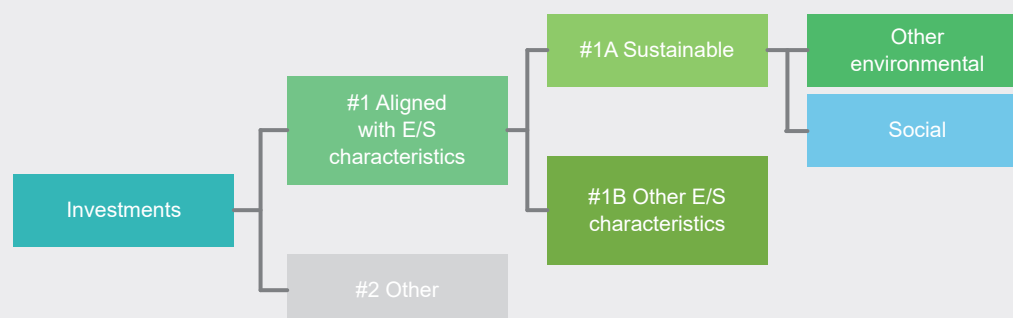 Investments
#1 Aligned
with E/S
characteristics
#2 Other
#1A Sustainable
#1B Other E/S
characteristics
Other
environmental
Social